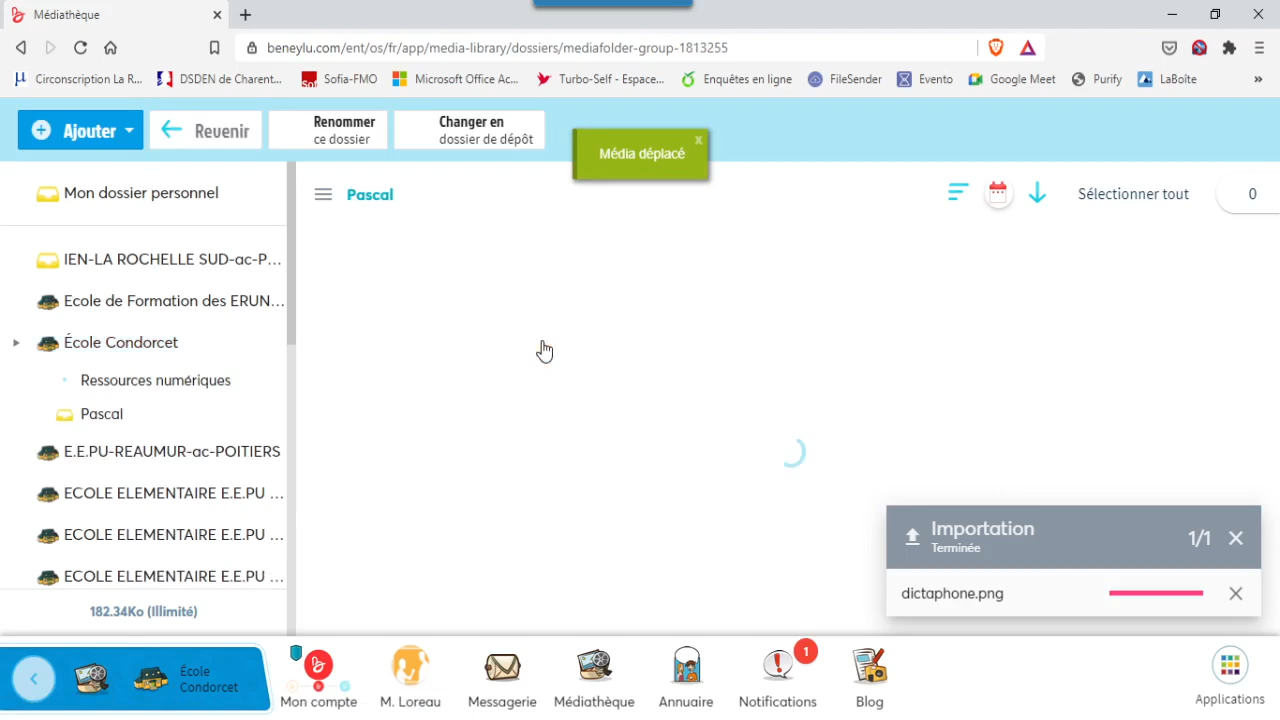 Médiathèque
beneylu.com/ent/os/fr/app/media-library/dossiers/mediafolder-group-1813255
Circonscription La R... DSDEN de Charent... Sofia-FMO Microsoft Office Ac... Turbo-Self - Espace... Enquêtes en ligne FileSender Evento Google Meet Purify LaBoîte »
Ajouter Revenir
Renommer
ce dossier
Changer en
dossier de dépôt
Média déplacé x
Mon dossier personnel
Pascal
Sélectionner tout 0
IEN-LA ROCHELLE SUD-ac-P...
Ecole de Formation des ERUN...
École Condorcet
Ressources numériques
Pascal
E.E.PU-REAUMUR-ac-POITIERS
ECOLE ELEMENTAIRE E.E.PU ...
ECOLE ELEMENTAIRE E.E.PU ...
ECOLE ELEMENTAIRE E.E.PU ...
182.34Ko (Illimité)
Importation
Terminée
1/1
dictaphone.png
École
Condorcet
Mon compte
M. Loreau
Messagerie
Médiathèque
Annuaire
1
Notifications
Blog
Applications